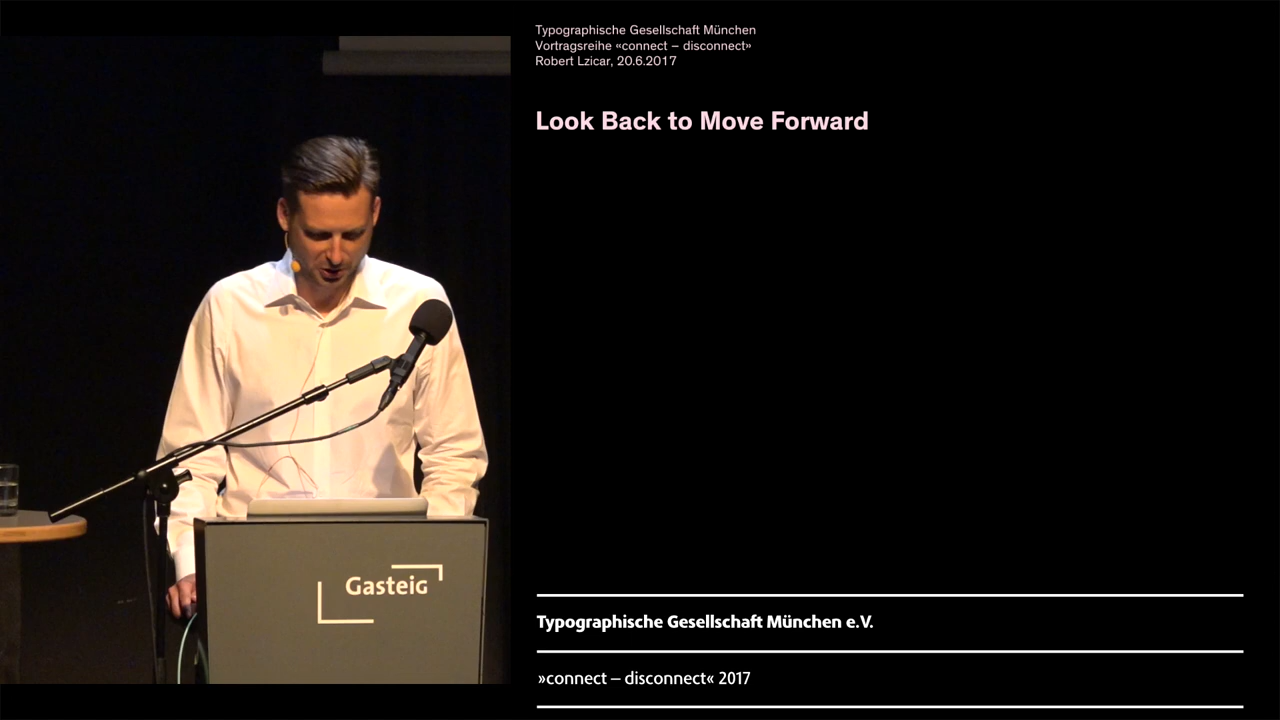 Typographische Gesellschaft München
Vortragsreihe «connect – disconnect»
Robert Lzicar, 20.6.2017
Look Back to Move Forward
Gasteig
Typographische Gesellschaft München e.V.
»connect – disconnect« 2017